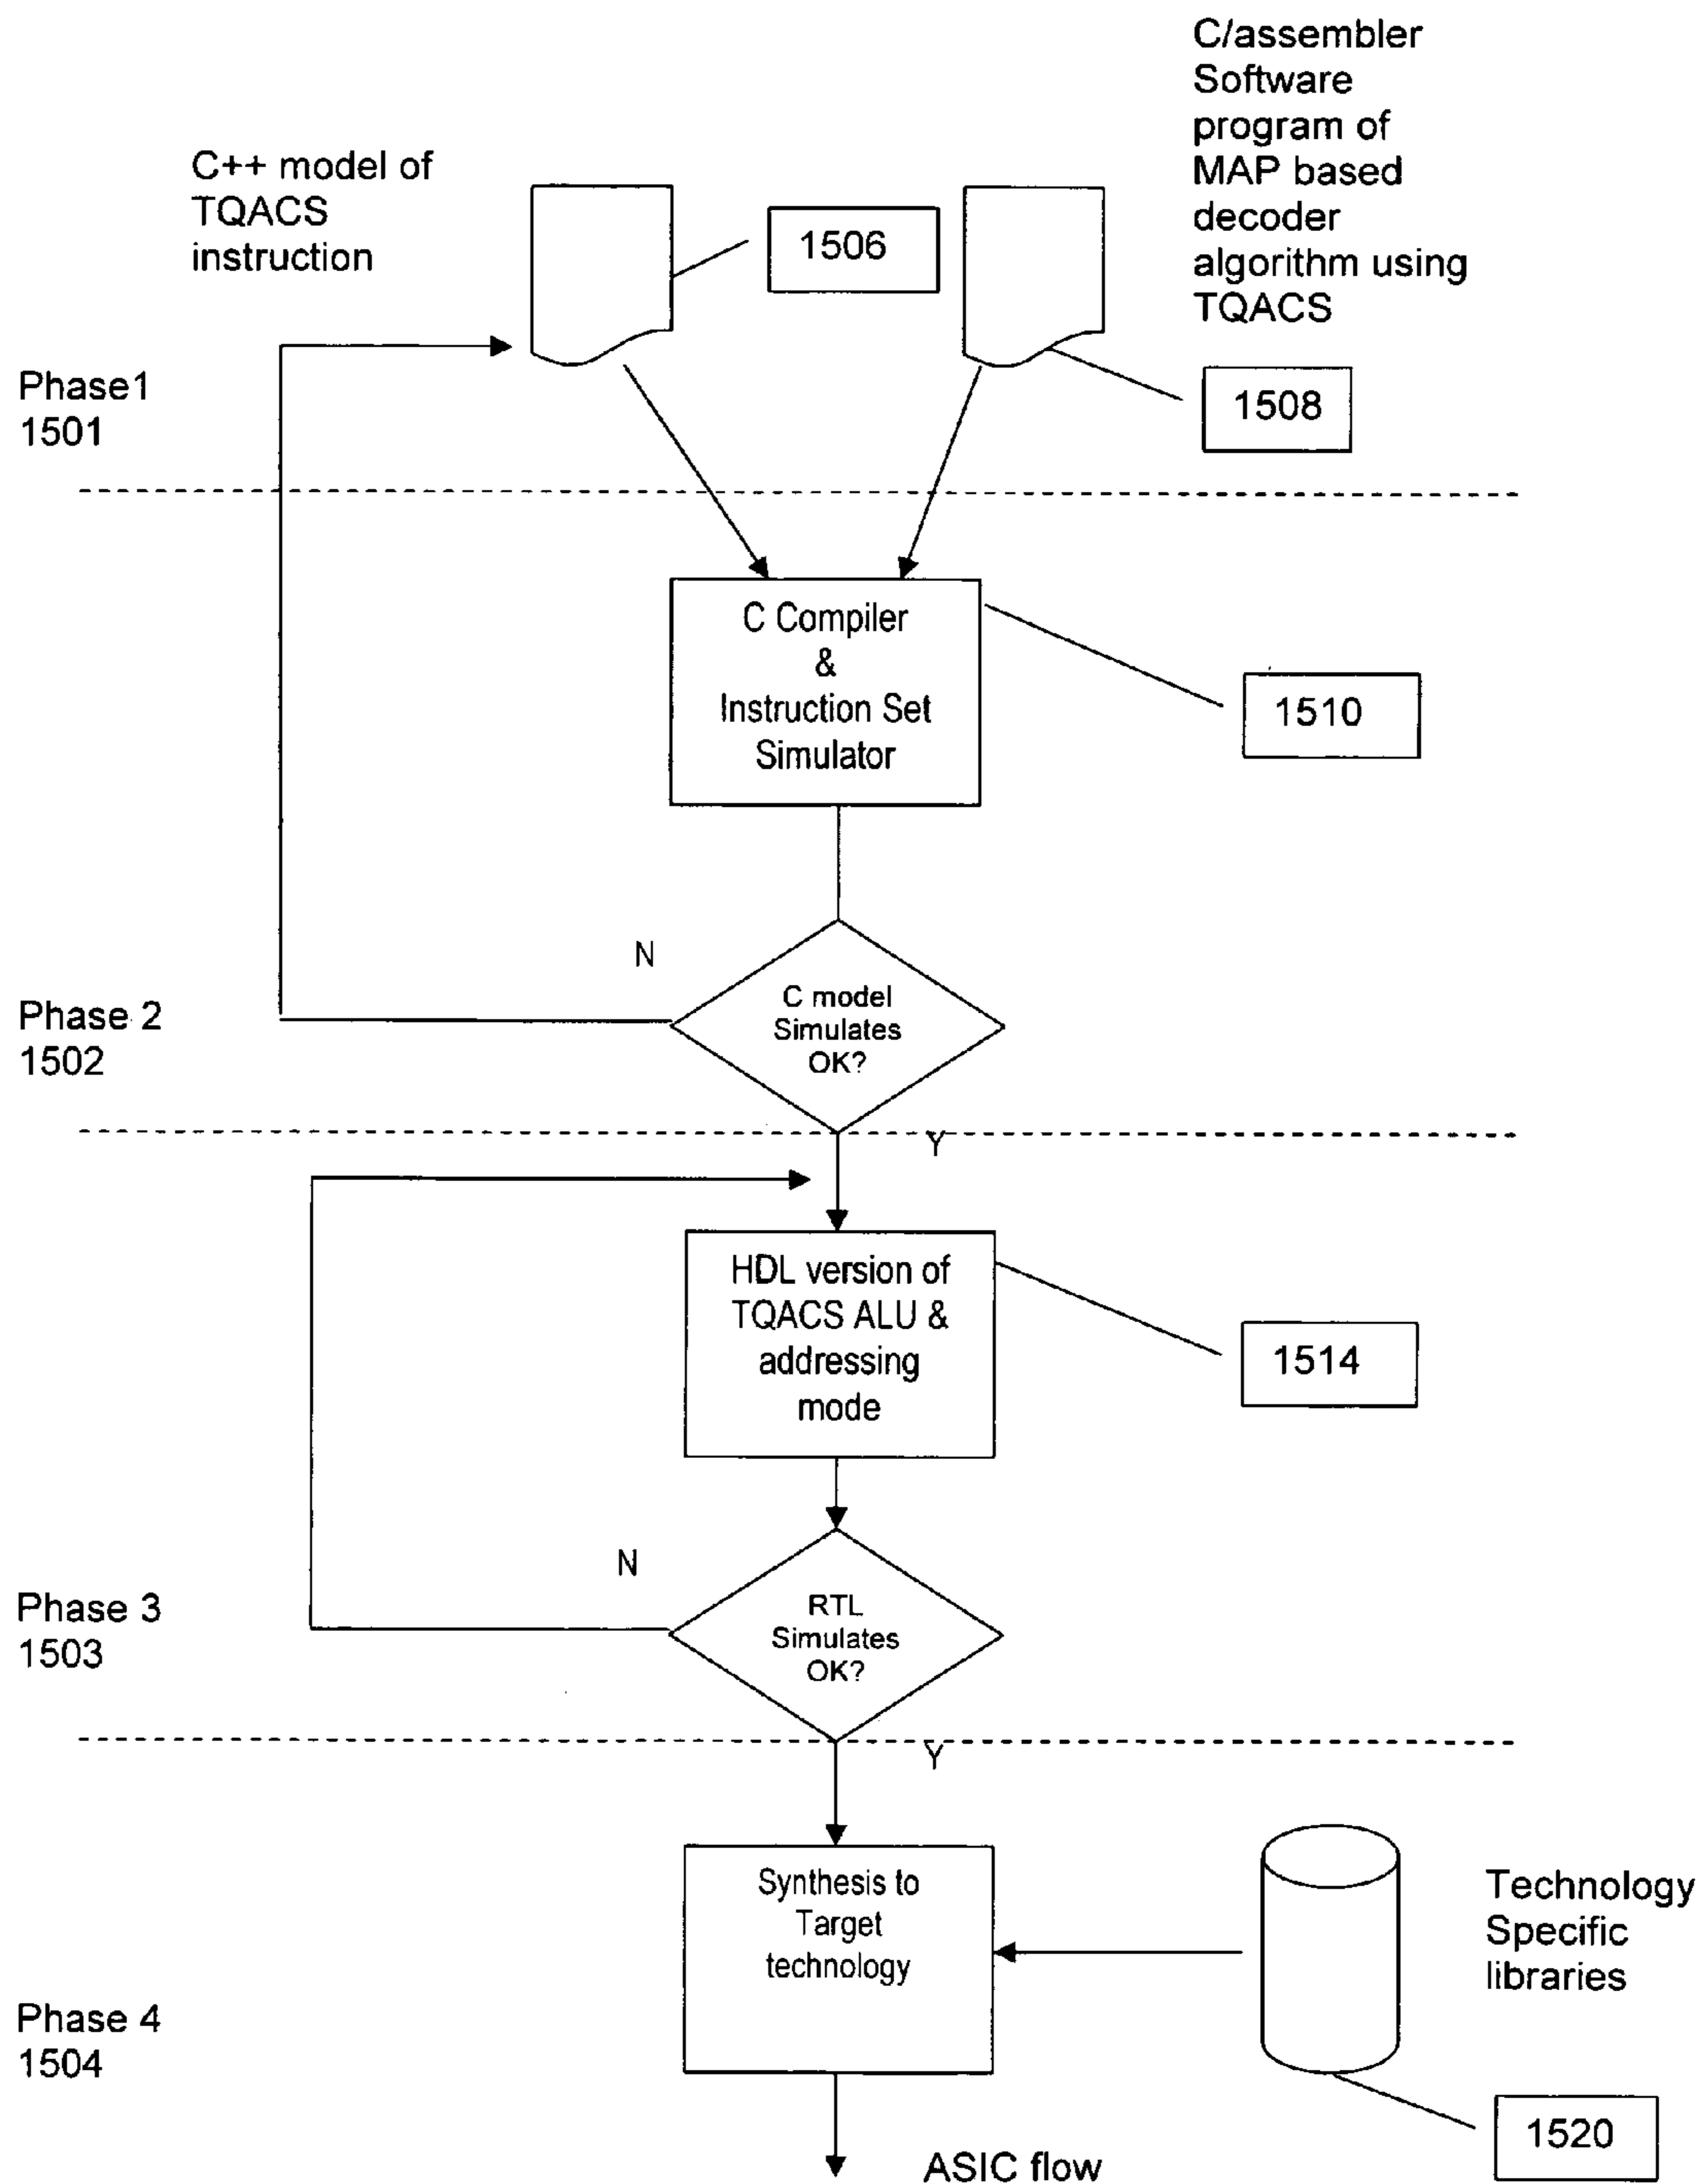 C/assembler
Software
program of
MAP based
decoder
algorithm using
TQACS
C++ model of
TQACS
instruction
1506
1508
Phase1
1501
C Compiler
&
Instruction Set
Simulator
1510
N
C model
Simulates
OK?
Phase 2
1502
Y
HDL version of
TQACS ALU &
addressing
mode
1514
N
RTL
Simulates
OK?
Phase 3
1503
Y
Synthesis to
Target
technology
Technology
Specific
libraries
Phase 4
1504
1520
ASIC flow